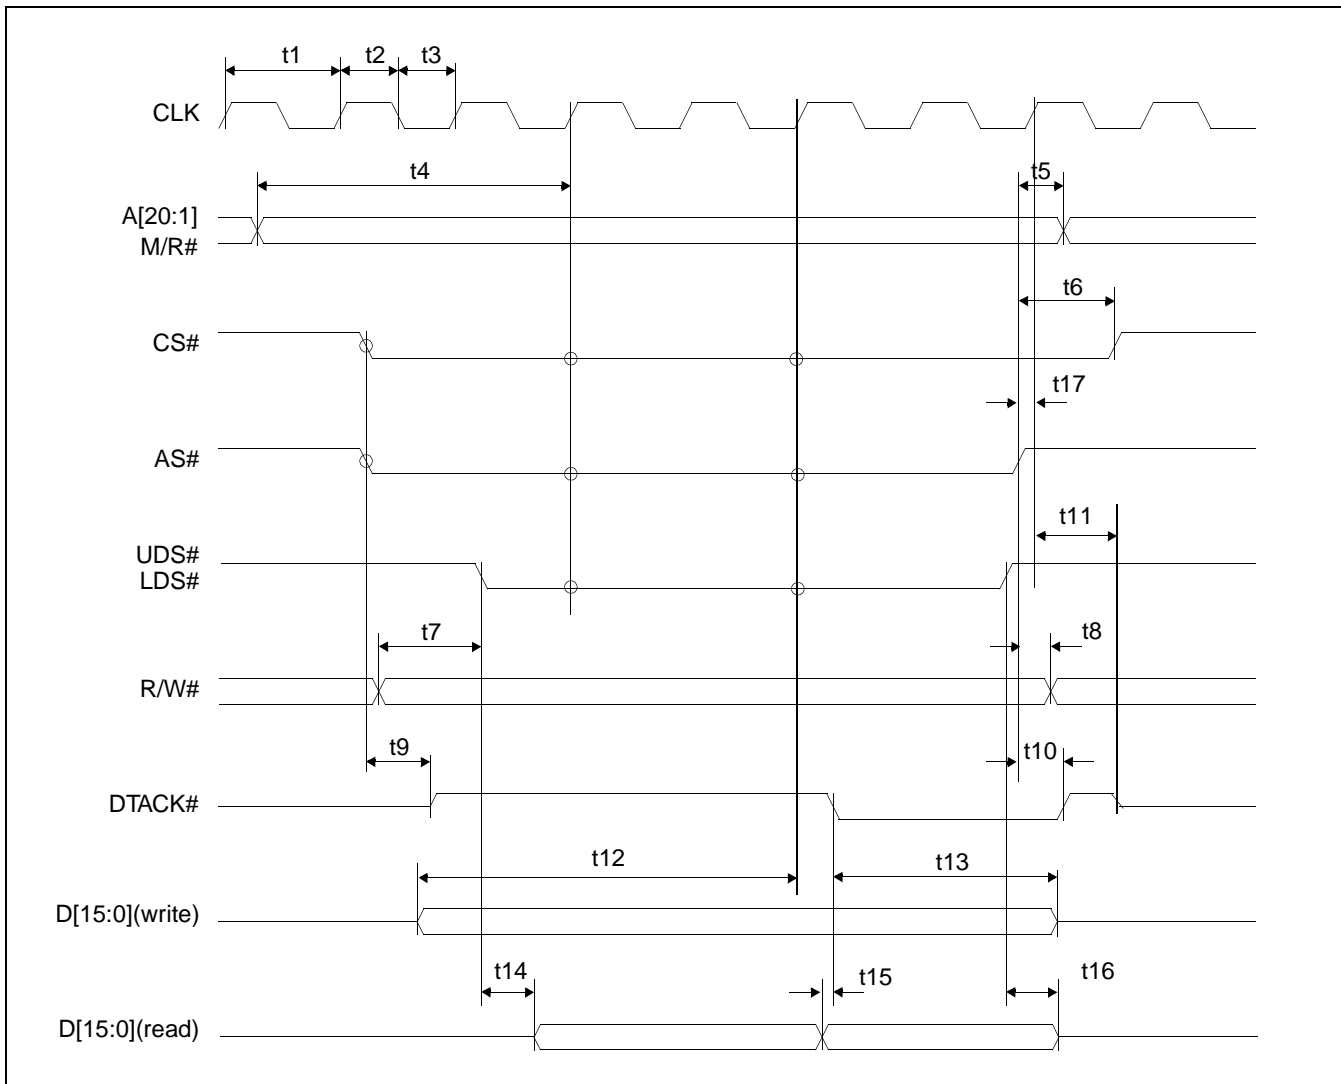 t1 t2 t3
CLK
t4 t5
A[20:1]
M/R#
t6
CS#
t17
AS#
t11
UDS#
LDS#
t7 t8
R/W#
t9 t10
DTACK#
t12 t13
D[15:0](write)
t14 t15 t16
D[15:0](read)